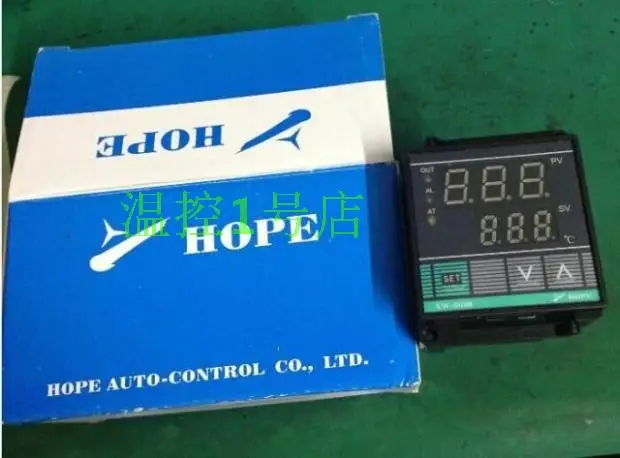 HOPE
温控1号店
HOPE
HOPE AUTO-CONTROL CO., LTD.
OUT
PV
AL
AT
SV
℃
SET